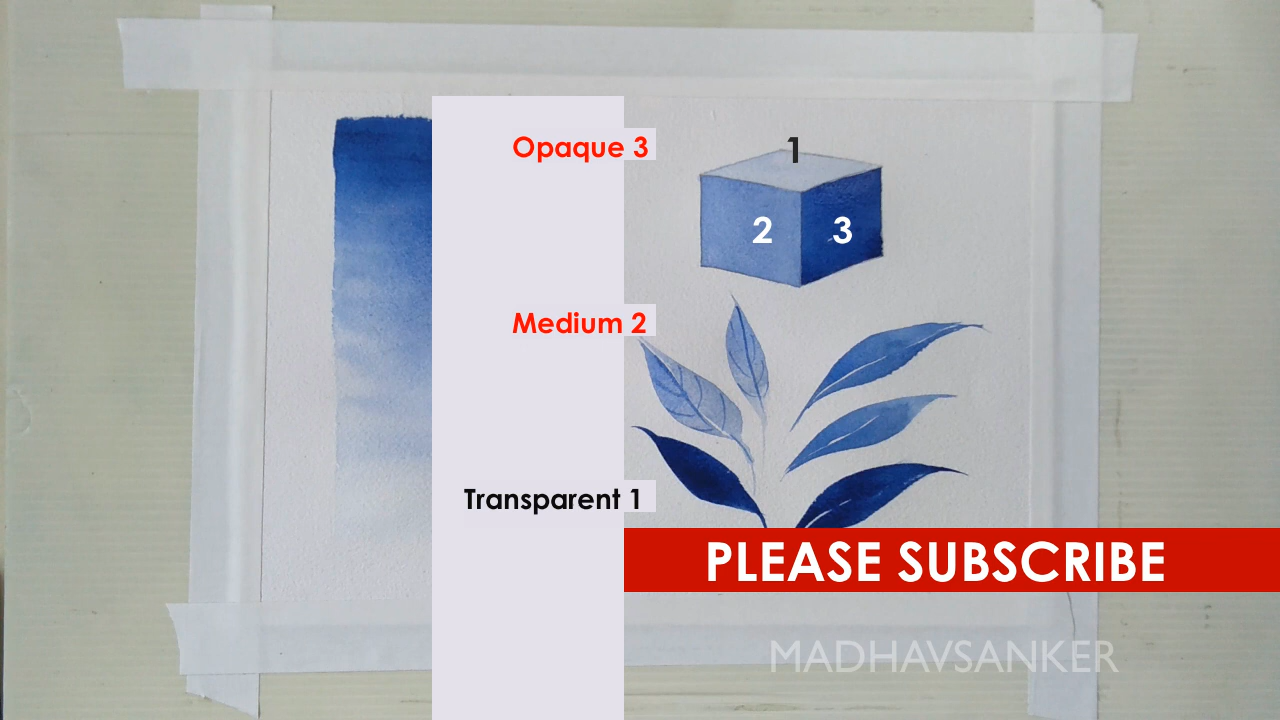 Opaque 3
Medium 2
Transparent 1
1
2 3
PLEASE SUBSCRIBE
MADHAVSANKER